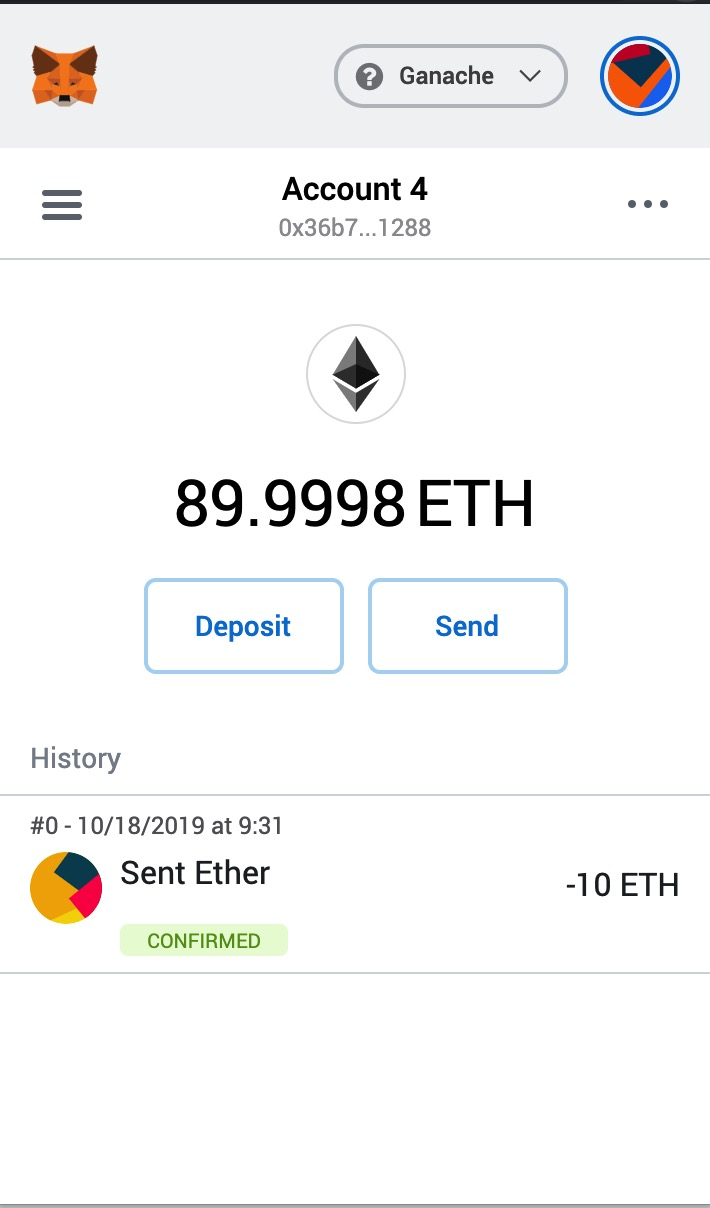 ? Ganache
Account 4
0x36b7...1288
89.9998 ETH
Deposit Send
History
#0 - 10/18/2019 at 9:31
Sent Ether
-10 ETH
CONFIRMED